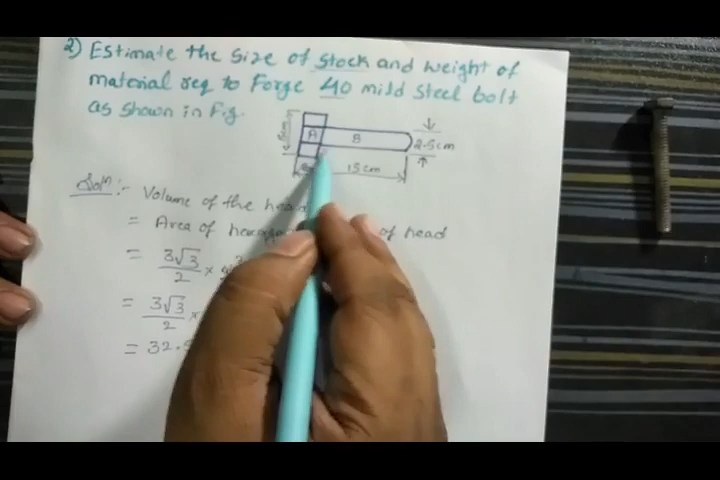 2) Estimate the size of stock and weight of
material req to Forge 40 mild steel bolt
as shown in Fig.
A B
2.5cm
15cm
Solⁿ:- Volume of the
= Area of of head
= 3√3/2 ×
= 3√3/2 ×
= 32.